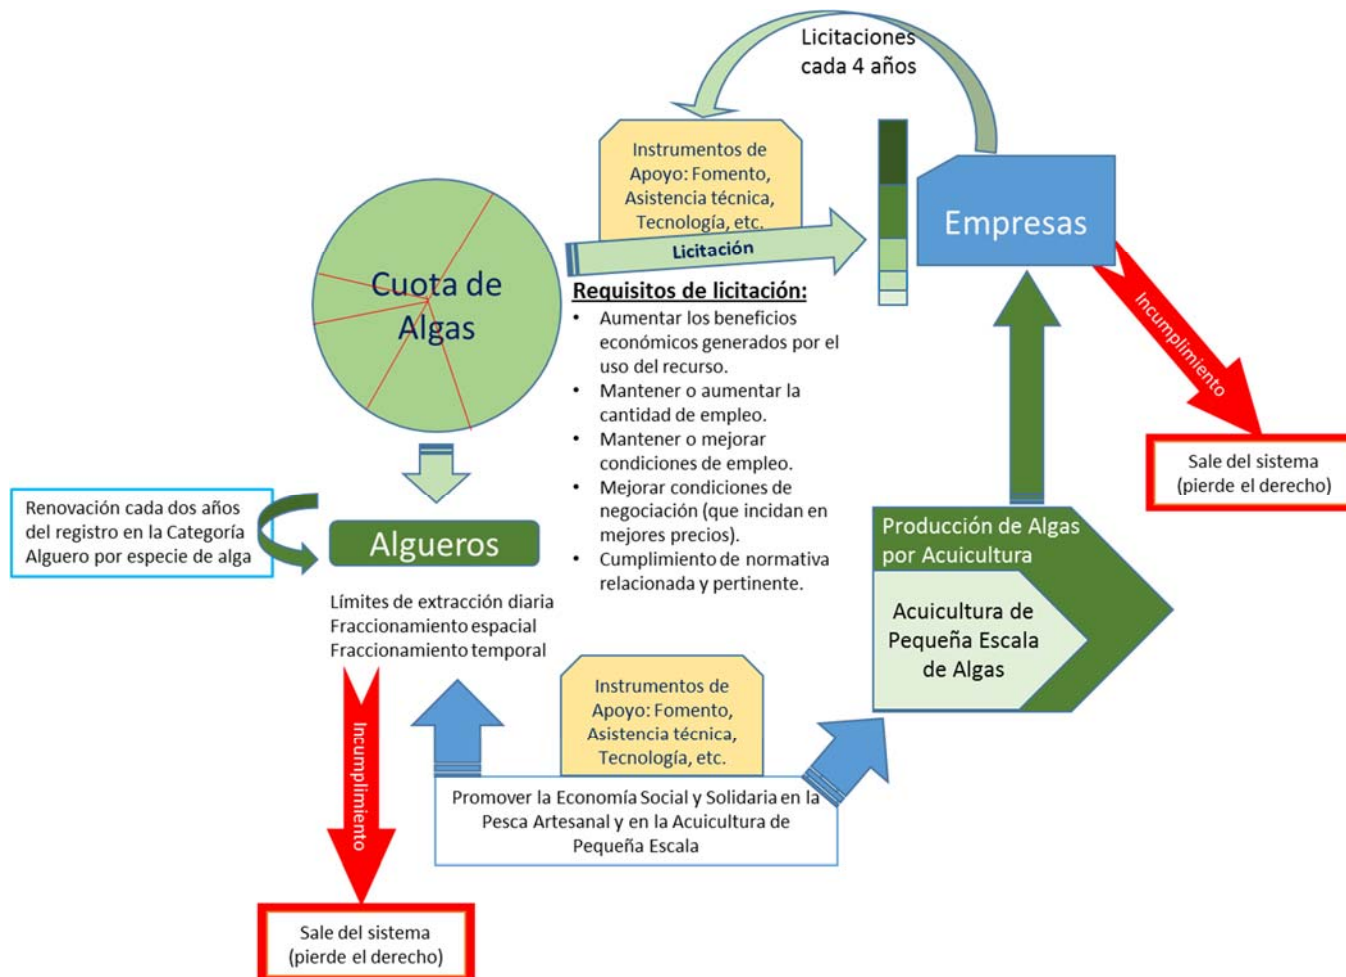 Licitaciones
cada 4 años
Instrumentos de
Apoyo: Fomento,
Asistencia técnica,
Tecnología, etc.
Licitación
Empresas
Cuota de
Algas
Requisitos de licitación:
• Aumentar los beneficios
económicos generados por el
uso del recurso.
• Mantener o aumentar la
cantidad de empleo.
• Mantener o mejorar
condiciones de empleo.
• Mejorar condiciones de
negociación (que incidan en
mejores precios).
• Cumplimiento de normativa
relacionada y pertinente.
Incumplimiento
Sale del sistema
(pierde el derecho)
Renovación cada dos años
del registro en la Categoría
Alguero por especie de alga
Algueros
Límites de extracción diaria
Fraccionamiento espacial
Fraccionamiento temporal
Producción de Algas
por Acuicultura
Acuicultura de
Pequeña Escala
de Algas
Instrumentos de
Apoyo: Fomento,
Asistencia técnica,
Tecnología, etc.
Promover la Economía Social y Solidaria en la
Pesca Artesanal y en la Acuicultura de
Pequeña Escala
Incumplimiento
Sale del sistema
(pierde el derecho)